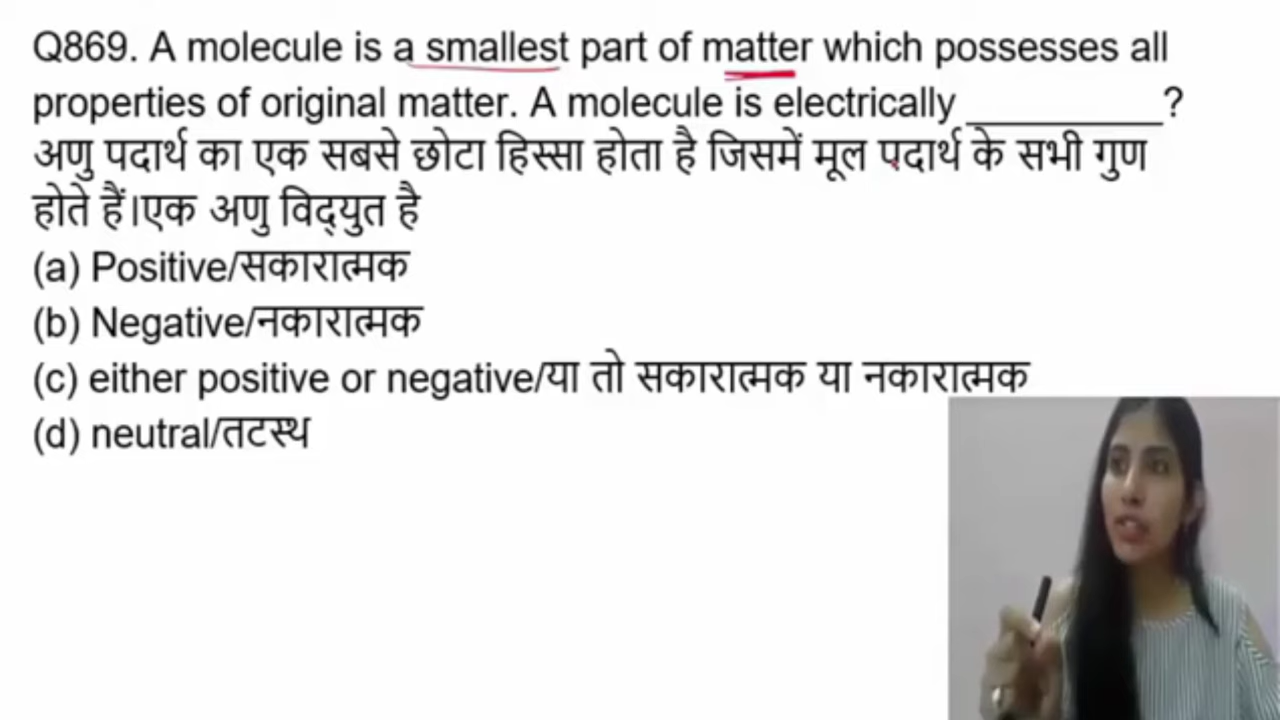 Q869. A molecule is a smallest part of matter which possesses all
properties of original matter. A molecule is electrically _________?
अणु पदार्थ का एक सबसे छोटा हिस्सा होता है जिसमें मूल पदार्थ के सभी गुण
होते हैं।एक अणु विद्युत है
(a) Positive/सकारात्मक
(b) Negative/नकारात्मक
(c) either positive or negative/या तो सकारात्मक या नकारात्मक
(d) neutral/तटस्थ